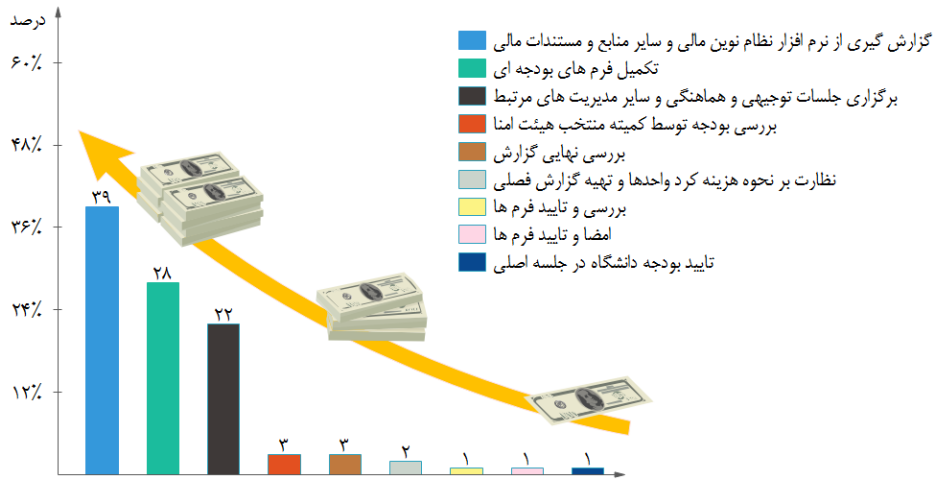 درصد
۶۰٪
۴۸٪
۳۶٪
۲۴٪
۱۲٪
۳۹
۲۸
۲۲
۳
۳
۲
۱
۱
۱
گزارش گیری از نرم افزار نظام نوین مالی و سایر منابع و مستندات مالی
تکمیل فرم های بودجه ای
برگزاری جلسات توجیهی و هماهنگی و سایر مدیریت های مرتبط
بررسی بودجه توسط کمیته منتخب هیئت امنا
بررسی نهایی گزارش
نظارت بر نحوه هزینه کرد واحدها و تهیه گزارش فصلی
بررسی و تایید فرم ها
امضا و تایید فرم ها
تایید بودجه دانشگاه در جلسه اصلی